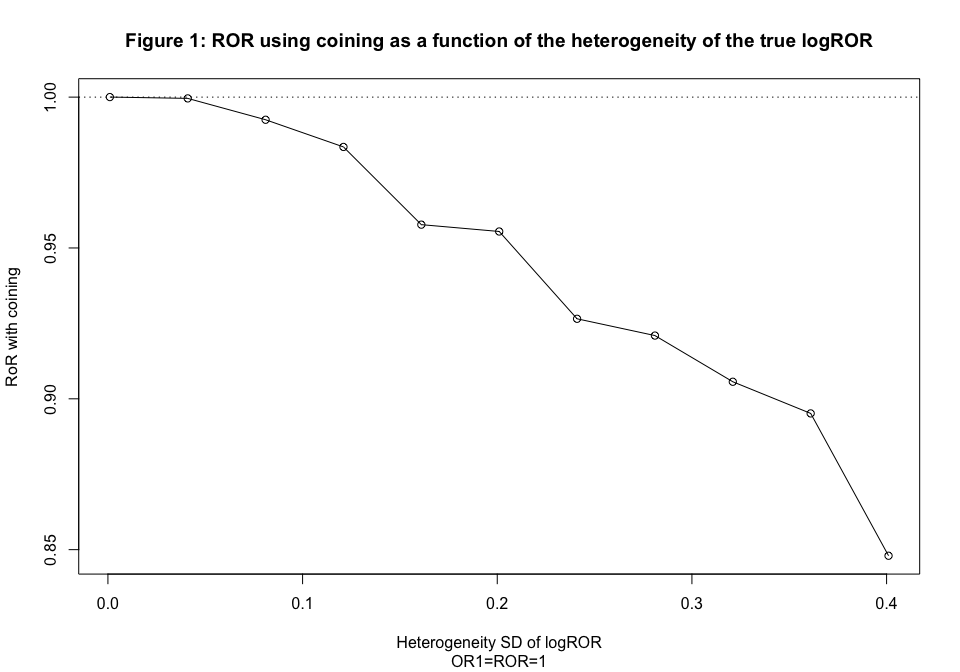 Figure 1: ROR using coining as a function of the heterogeneity of the true logROR
1.00
0.95
0.90
0.85
RoR with coining
0.0 0.1 0.2 0.3 0.4
Heterogeneity SD of logROR
OR1=ROR=1